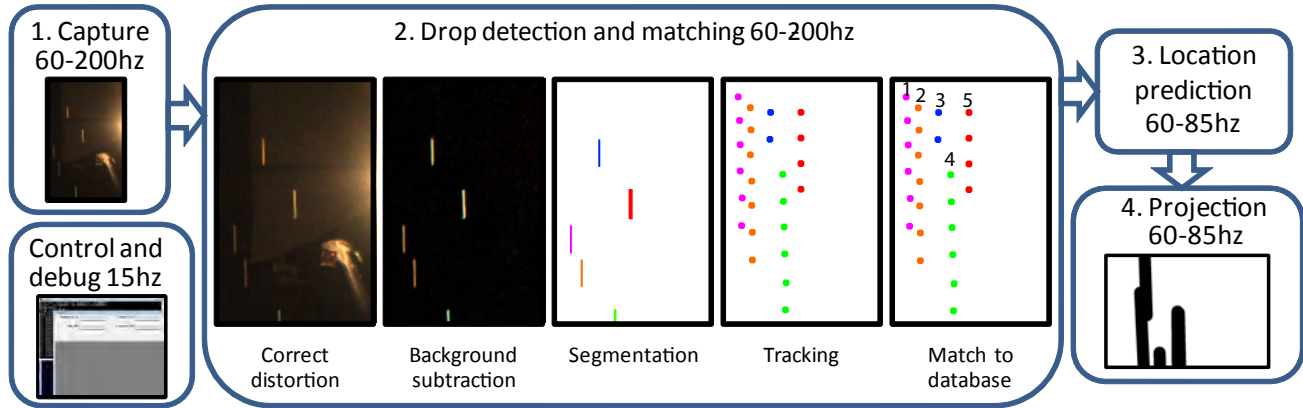 1. Capture
60-200hz
Control and
debug 15hz
2. Drop detection and matching 60-200hz
1 2 3 5
4
Correct
distortion
Background
subtraction
Segmentation
Tracking
Match to
database
3. Location
prediction
60-85hz
4. Projection
60-85hz